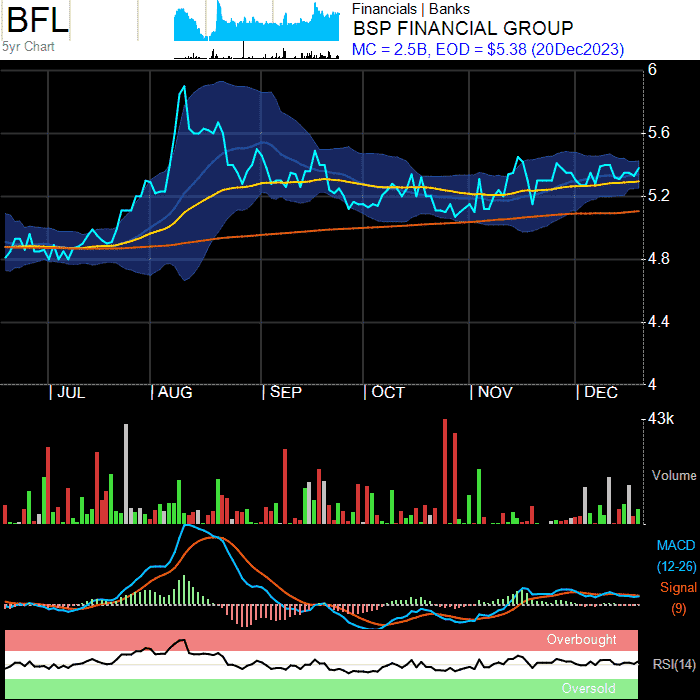 BFL
5yr Chart
Financials | Banks
BSP FINANCIAL GROUP
MC = 2.5B, EOD = $5.38 (20Dec2023)
6
5.6
5.2
4.8
4.4
4
| JUL | AUG | SEP | OCT | NOV | DEC
43k
Volume
MACD
(12-26)
Signal
(9)
Overbought
RSI(14)
Oversold